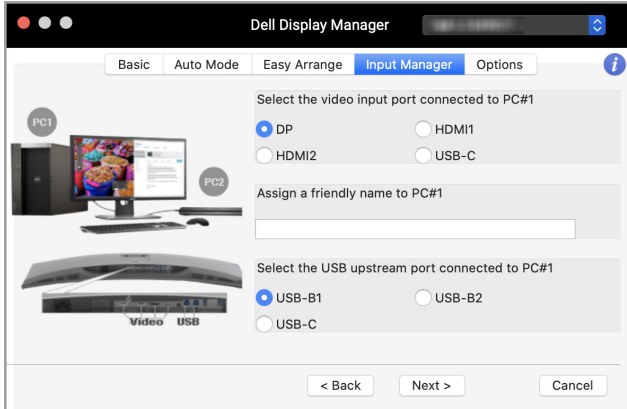 Dell Display Manager
Basic Auto Mode Easy Arrange Input Manager Options
i
Select the video input port connected to PC#1
PC1
DP HDMI1
HDMI2 USB-C
PC2
Assign a friendly name to PC#1
Select the USB upstream port connected to PC#1
USB-B1 USB-B2
Video USB
USB-C
< Back Next > Cancel